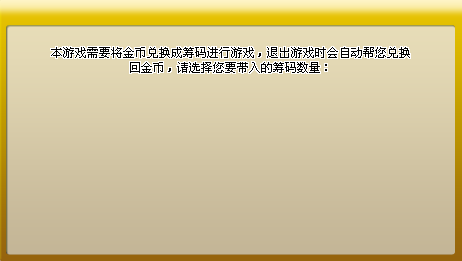 本游戏需要将金币兑换成筹码进行游戏，退出游戏时会自动帮您兑换
回金币，请选择您要带入的筹码数量：